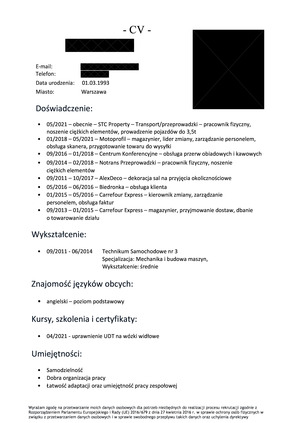 - CV -
E-mail:
Telefon:
Data urodzenia: 01.03.1993
Miasto: Warszawa
Doświadczenie:
• 05/2021 – obecnie – STC Property – Transport/przeprowadzki – pracownik fizyczny,
noszenie ciężkich elementów, prowadzenie pojazdów do 3,5t
• 01/2018 – 05/2021 – Motoprofil – magazynier, lider zmiany, zarządzanie personelem,
obsługa skanera, przygotowanie towaru do wysyłki
• 09/2016 – 01/2018 – Centrum Konferencyjne – obsługa przerw obiadowych i kawowych
• 09/2014 – 02/2018 – Notrans Przeprowadzki – pracownik fizyczny, noszenie
ciężkich elementów
• 09/2011 – 10/2017 – AlexDeco – dekoracja sal na przyjęcia okolicznościowe
• 05/2016 – 06/2016 – Biedronka – obsługa klienta
• 01/2015 – 05/2015 – Carrefour Express – kierownik zmiany, zarządzanie
personelem, obsługa faktur
• 09/2013 – 01/2015 – Carrefour Express – magazynier, przyjmowanie dostaw, dbanie
o towarowanie działu
Wykształcenie:
• 09/2011 - 06/2014 Technikum Samochodowe nr 3
Specjalizacja: Mechanika i budowa maszyn,
Wykształcenie: średnie
Znajomość języków obcych:
• angielski – poziom podstawowy
Kursy, szkolenia i certyfikaty:
• 04/2021 - uprawnienie UDT na wózki widłowe
Umiejętności:
• Samodzielność
• Dobra organizacja pracy
• Łatwość adaptacji oraz umiejętność pracy zespołowej
Wyrażam zgodę na przetwarzanie moich danych osobowych dla potrzeb niezbędnych do realizacji procesu rekrutacji zgodnie z
Rozporządzeniem Parlamentu Europejskiego i Rady (UE) 2016/679 z dnia 27 kwietnia 2016 r. w sprawie ochrony osób fizycznych w
związku z przetwarzaniem danych osobowych i w sprawie swobodnego przepływu takich danych oraz uchylenia dyrektywy